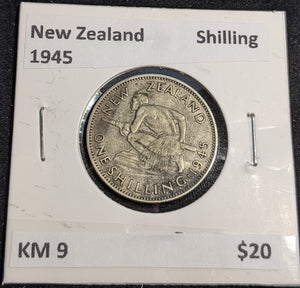 New Zealand Shilling
1945
NEW ZEALAND
ONE SHILLING 1945
KM 9 $20